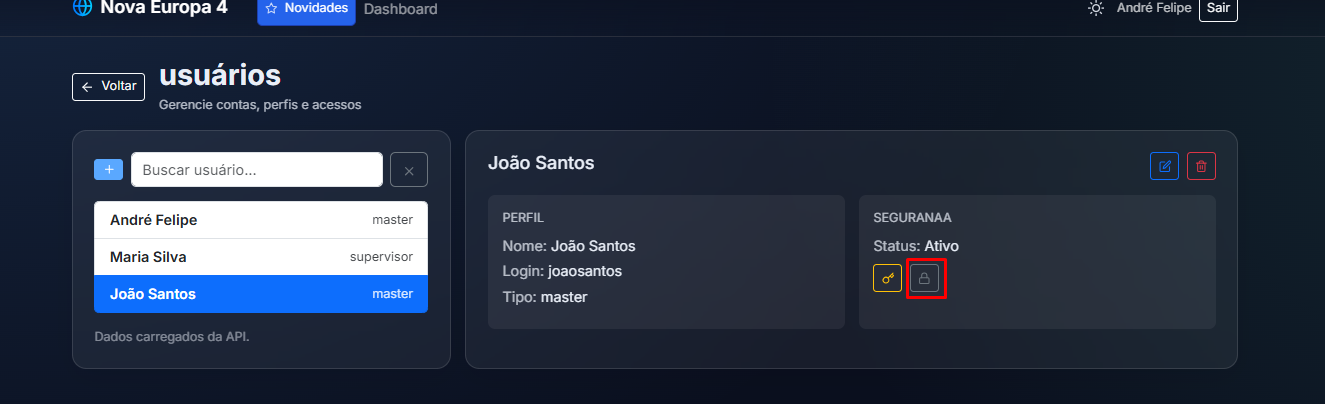 Nova Europa 4
Novidades
Dashboard
André Felipe
Sair
Voltar
usuários
Gerencie contas, perfis e acessos
Buscar usuário...
André Felipe master
Maria Silva supervisor
João Santos master
Dados carregados da API.
João Santos
PERFIL
Nome: João Santos
Login: joaosantos
Tipo: master
SEGURANAA
Status: Ativo